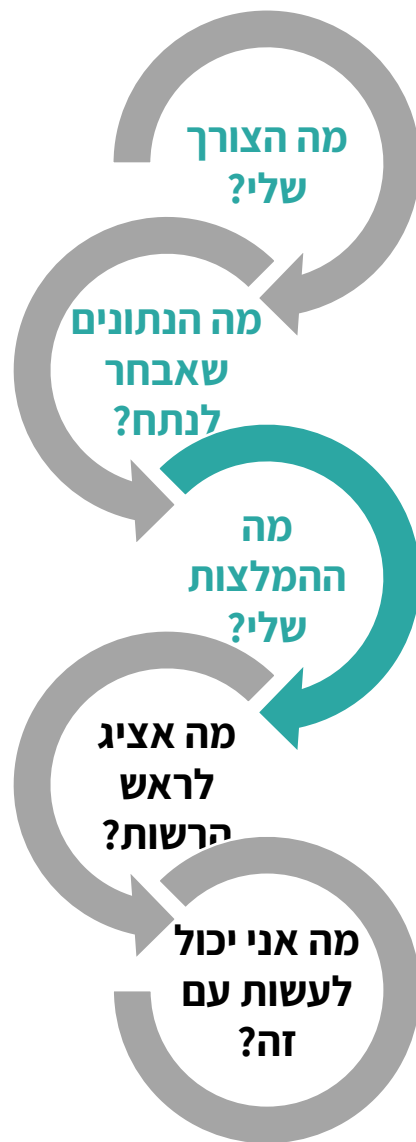 מה הצורך
שלי?
מה הנתונים
שאבחר
לנתח?
מה
ההמלצות
שלי?
מה אציג
לראש
הרשות?
מה אני יכול
לעשות עם
זה?